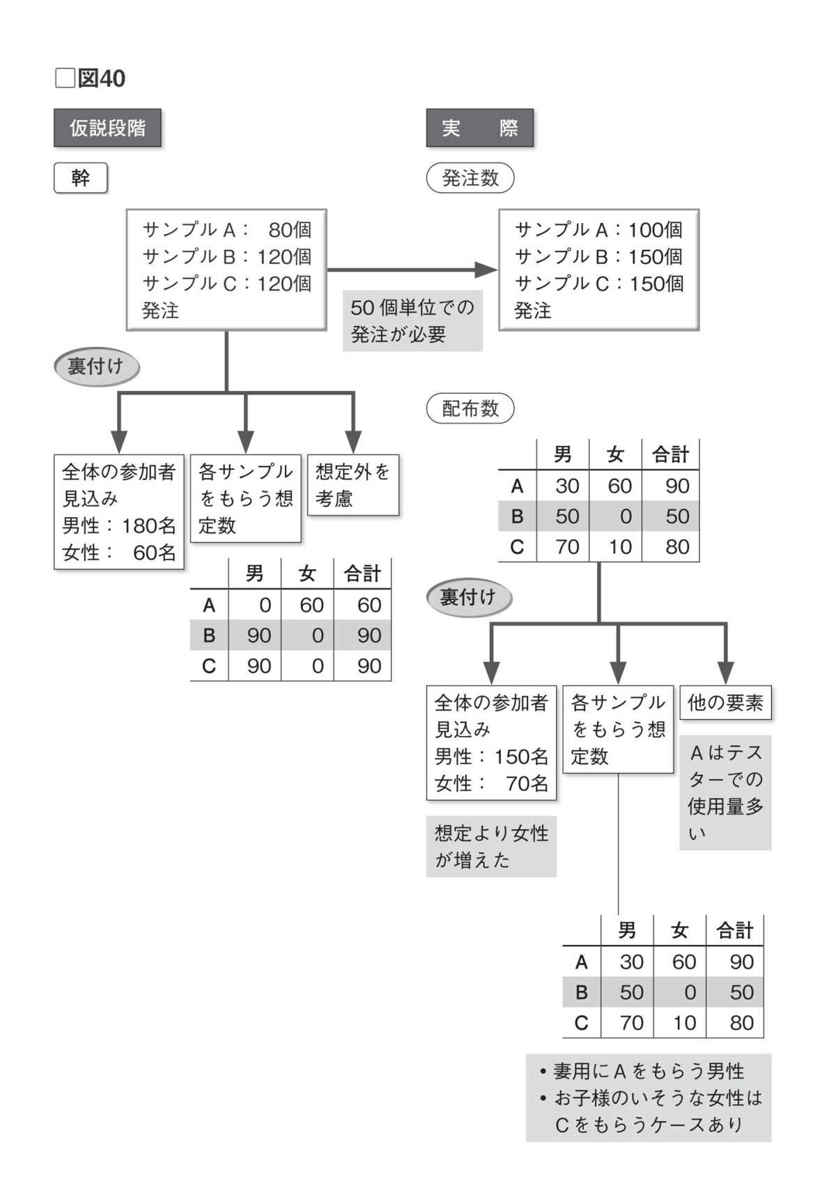 □図40
仮説段階
幹
サンプルA： 80個
サンプルB：120個
サンプルC：120個
発注
50個単位での
発注が必要
裏付け
全体の参加者
見込み
男性：180名
女性： 60名
各サンプル
をもらう想
定数
想定外を
考慮
男 女 合計
A 0 60 60
B 90 0 90
C 90 0 90
実　際
発注数
サンプルA：100個
サンプルB：150個
サンプルC：150個
発注
配布数
男 女 合計
A 30 60 90
B 50 0 50
C 70 10 80
裏付け
全体の参加者
見込み
男性：150名
女性： 70名
想定より女性
が増えた
各サンプル
をもらう想
定数
他の要素
Aはテス
ターでの
使用量多
い
男 女 合計
A 30 60 90
B 50 0 50
C 70 10 80
• 妻用にAをもらう男性
• お子様のいそうな女性は
Cをもらうケースあり